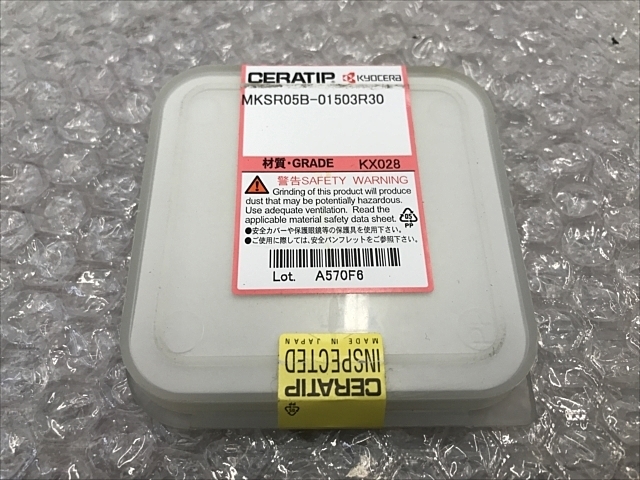 CERATIP KYOCERA
MKSR05B-01503R30
材質・GRADE KX028
警告SAFETY WARNING
Grinding of this product will produce
dust that may be potentially hazardous.
Use adequate ventilation. Read the
applicable material safety data sheet.
05
PP
●安全カバーや保護眼鏡等の保護具を使用下さい。
●ご使用に際しては、安全パンフレットをご参照下さい。
Lot. A570F6
CERATIP
INSPECTED
MADE IN JAPAN